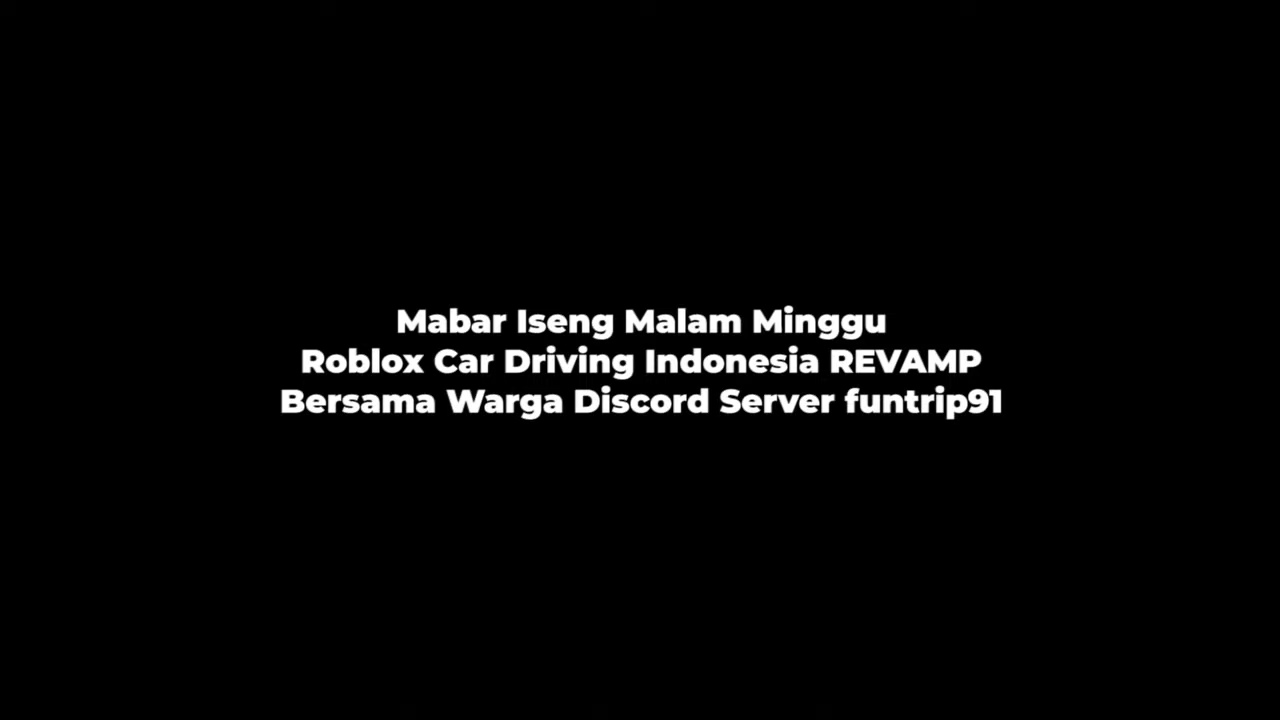 Mabar Iseng Malam Minggu
Roblox Car Driving Indonesia REVAMP
Bersama Warga Discord Server funtrip91